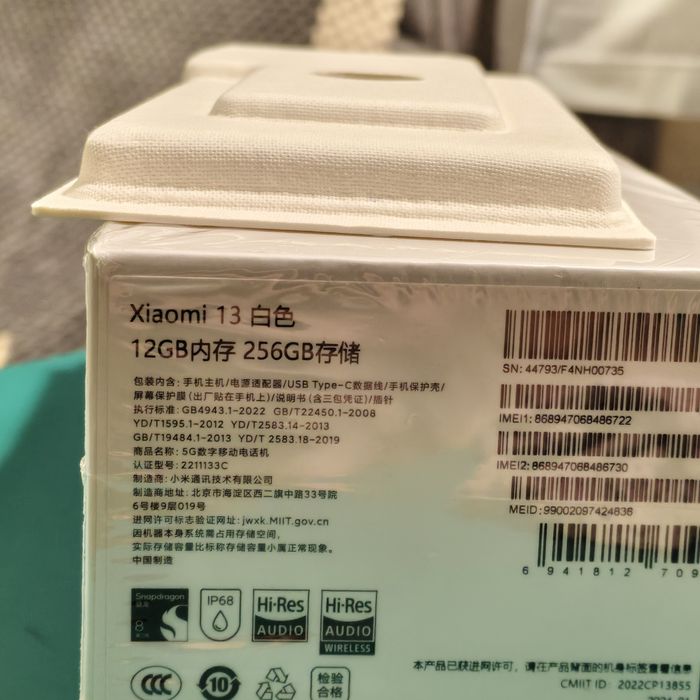 Xiaomi 13 白色
12GB内存 256GB存储
包装内含: 手机主机/电源适配器/USB Type-C数据线/手机保护壳/
屏幕保护膜(出厂贴在手机上)/说明书(含三包凭证)/插针
执行标准: GB4943.1-2022 GB/T22450.1-2008
YD/T1595.1-2012 YD/T2583.14-2013
GB/T19484.1-2013 YD/T 2583.18-2019
商品名称: 5G数字移动电话机
认证型号: 2211133C
制造商: 小米通讯技术有限公司
制造商地址: 北京市海淀区西二旗中路33号院
6号楼9层019号
进网许可标志验证网址: jwxk.MIIT.gov.cn
因机器本身系统需占用存储空间,
实际存储容量比标称存储容量小属正常现象。
中国制造
SN: 44793/F4NH00735
IMEI1: 868947068486722
IMEI2: 868947068486730
MEID: 99002097424836
6 941812 709
Snapdragon
8
IP68
Hi-Res
AUDIO
Hi-Res
AUDIO
WIRELESS
CCC
10
检验
合格
本产品已获进网许可, 请在产品背面的机身标签查看信息
CMIIT ID: 2022CP13855